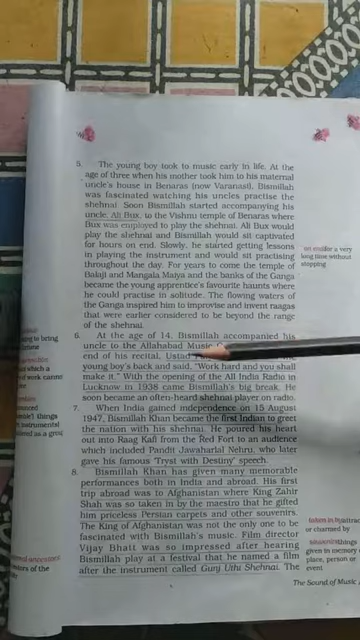 5. The young boy took to music early in life. At the
age of three when his mother took him to his maternal
uncle's house in Benaras (now Varanasi), Bismillah
was fascinated watching his uncles practise the
shehnai. Soon Bismillah started accompanying his
uncle, Ali Bux, to the Vishnu temple of Benaras where
Bux was employed to play the shehnai. Ali Bux would
play the shehnai and Bismillah would sit captivated
for hours on end. Slowly, he started getting lessons
in playing the instrument and would sit practising
throughout the day. For years to come the temple of
Balaji and Mangala Maiya and the banks of the Ganga
became the young apprentice's favourite haunts where
he could practise in solitude. The flowing waters of
the Ganga inspired him to improvise and invent raagas
that were earlier considered to be beyond the range
of the shehnai.
6. At the age of 14, Bismillah accompanied his
uncle to the Allahabad Music
end of his recital, Ustad
young boy's back and said, "Work hard and you shall
make it." With the opening of the All India Radio in
Lucknow in 1938 came Bismillah's big break. He
soon became an often-heard shehnai player on radio.
7. When India gained independence on 15 August
1947, Bismillah Khan became the first Indian to greet
the nation with his shehnai. He poured his heart
out into Raag Kafi from the Red Fort to an audience
which included Pandit Jawaharlal Nehru, who later
gave his famous 'Tryst with Destiny' speech.
8. Bismillah Khan has given many memorable
performances both in India and abroad. His first
trip abroad was to Afghanistan where King Zahir
Shah was so taken in by the maestro that he gifted
him priceless Persian carpets and other souvenirs.
The King of Afghanistan was not the only one to be
fascinated with Bismillah's music. Film director
Vijay Bhatt was so impressed after hearing
Bismillah play at a festival that he named a film
after the instrument called Gunj Uthi Shehnai. The
on end: for a very
long time without
stopping
taken in by: attrac
or charmed by
souvenirs: things
given in memory
place, person or
event
The Sound of Music